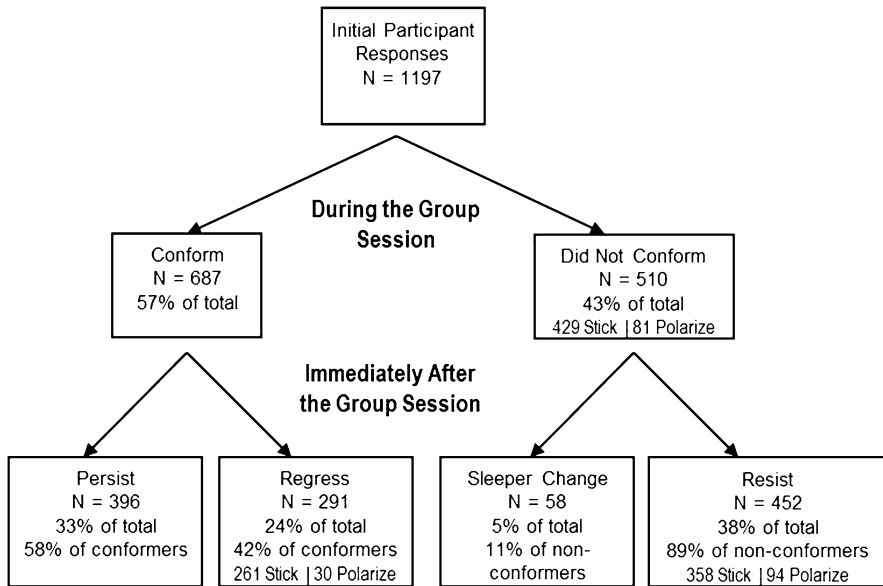 Initial Participant
Responses
N = 1197
During the Group
Session
Conform
N = 687
57% of total
Did Not Conform
N = 510
43% of total
429 Stick | 81 Polarize
Immediately After
the Group Session
Persist
N = 396
33% of total
58% of conformers
Regress
N = 291
24% of total
42% of conformers
261 Stick | 30 Polarize
Sleeper Change
N = 58
5% of total
11% of non-
conformers
Resist
N = 452
38% of total
89% of non-conformers
358 Stick | 94 Polarize